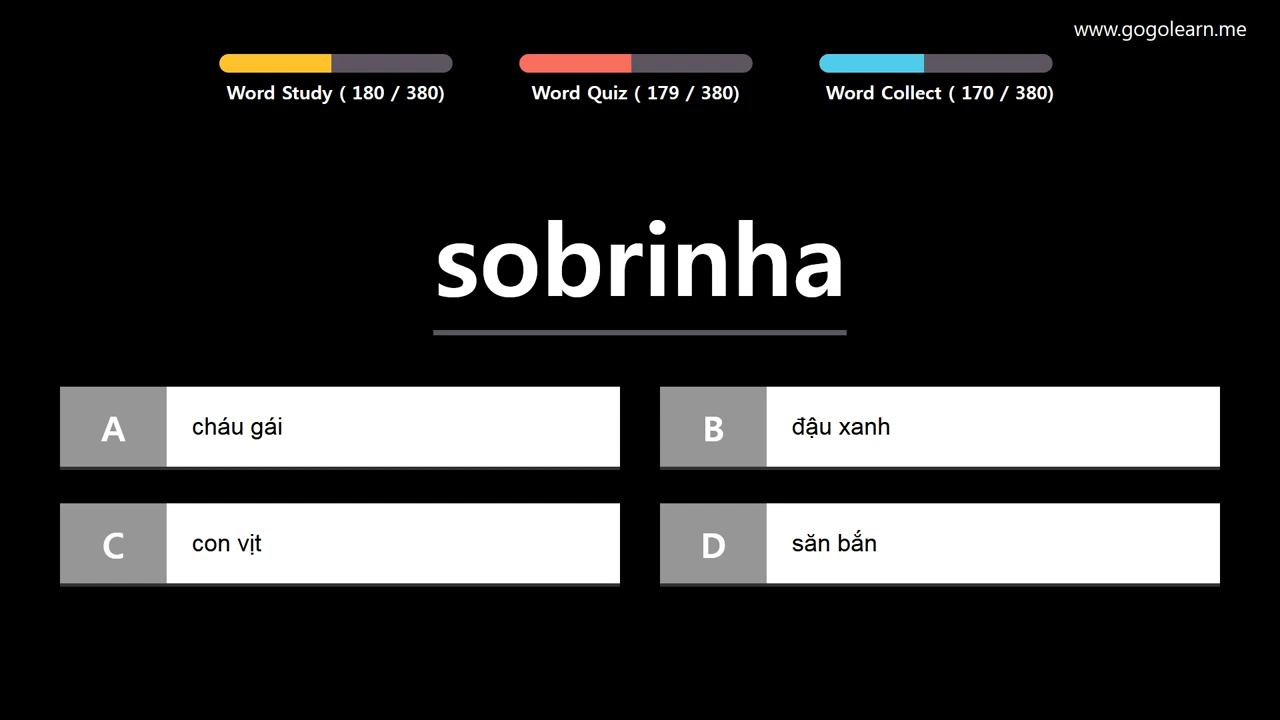 www.gogolearn.me
Word Study ( 180 / 380)
Word Quiz ( 179 / 380)
Word Collect ( 170 / 380)
sobrinha
A cháu gái
B đậu xanh
C con vịt
D săn bắn